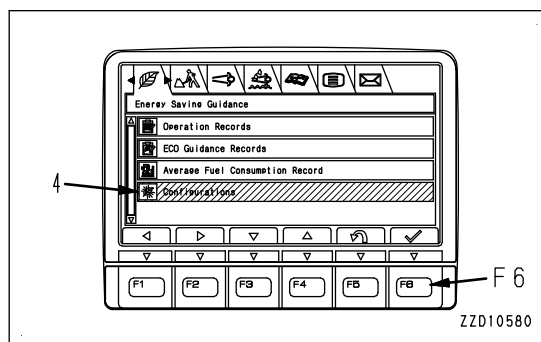 Energy Saving Guidance
Operation Records
ECO Guidance Records
Average Fuel Consumption Record
4
Configurations
F1 F2 F3 F4 F5 F6
F6
ZZD10580